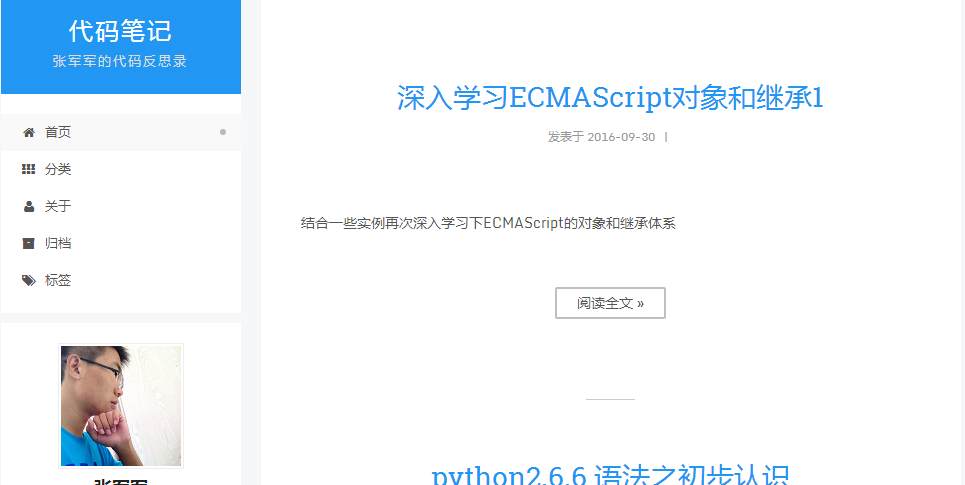 代码笔记
张军军的代码反思录
首页
分类
关于
归档
标签
张军军
深入学习ECMAScript对象和继承1
发表于 2016-09-30 |
结合一些实例再次深入学习下ECMAScript的对象和继承体系
阅读全文 »
python2.6.6 语法之初步认识